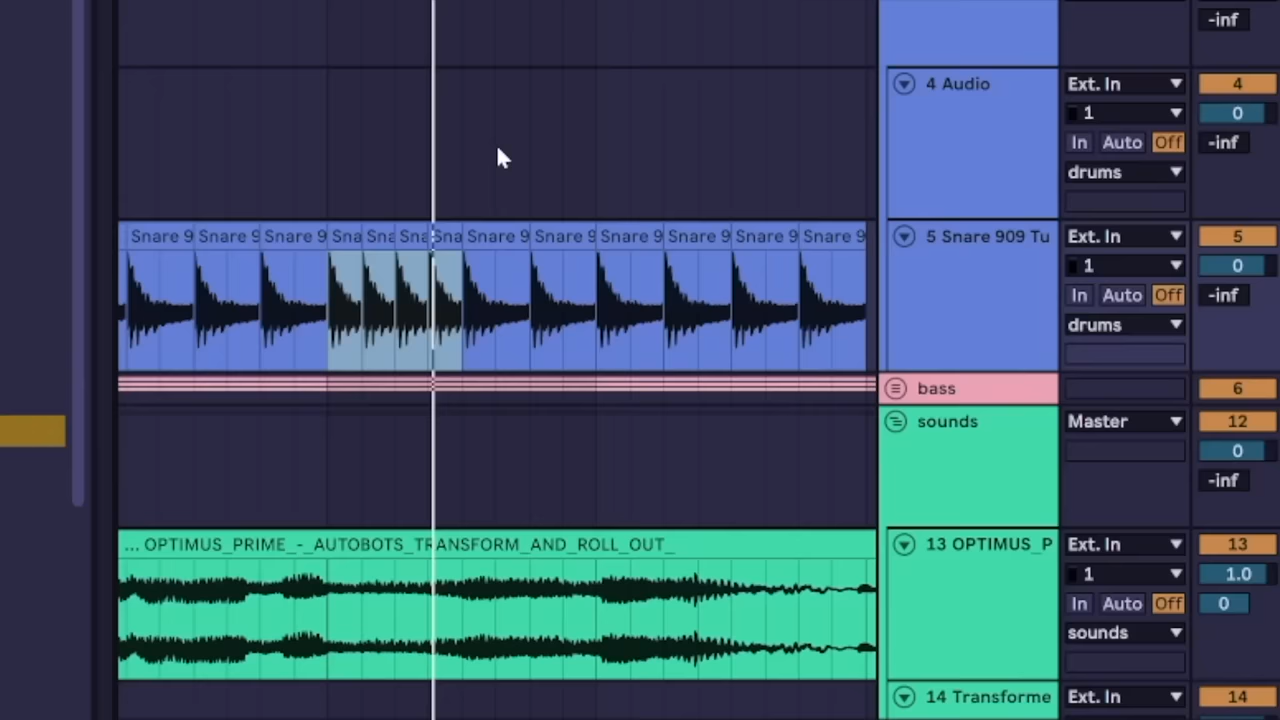 -inf
4 Audio Ext. In 4
1 0
In Auto Off -inf
drums
Snare 9 Snare 9 Snare 9 Sna Sna Sna Sna Snare 9 Snare 9 Snare 9 Snare 9 Snare 9 Snare 9 5 Snare 909 Tu Ext. In 5
1 0
In Auto Off -inf
drums
bass 6
sounds Master 12
0
-inf
... OPTIMUS_PRIME_-_AUTOBOTS_TRANSFORM_AND_ROLL_OUT_ 13 OPTIMUS_P Ext. In 13
1 1.0
In Auto Off 0
sounds
14 Transforme Ext. In 14